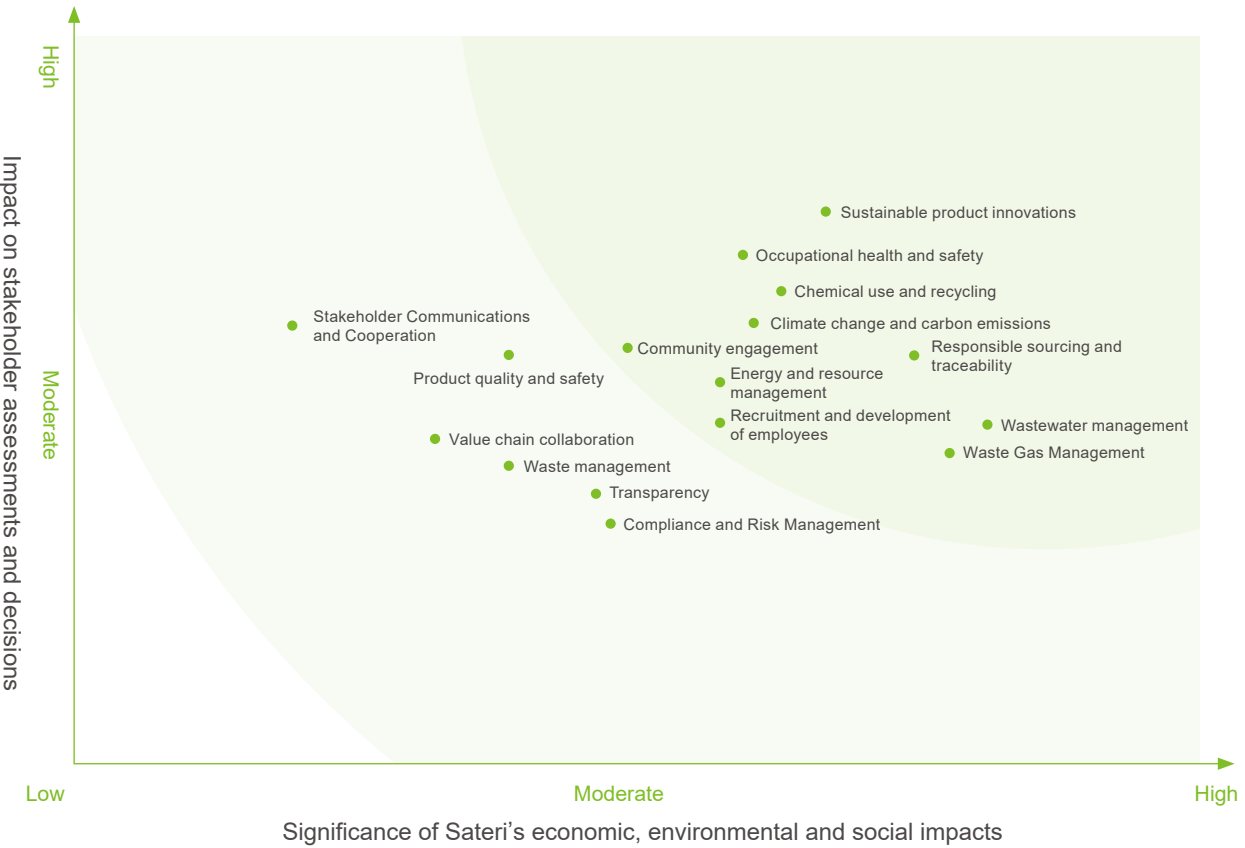 High
Impact on stakeholder assessments and decisions
Moderate
Sustainable product innovations
Occupational health and safety
Chemical use and recycling
Stakeholder Communications
and Cooperation
Climate change and carbon emissions
Community engagement
Responsible sourcing and
traceability
Product quality and safety
Energy and resource
management
Recruitment and development
of employees
Wastewater management
Value chain collaboration
Waste Gas Management
Waste management
Transparency
Compliance and Risk Management
Low
Moderate
High
Significance of Sateri’s economic, environmental and social impacts